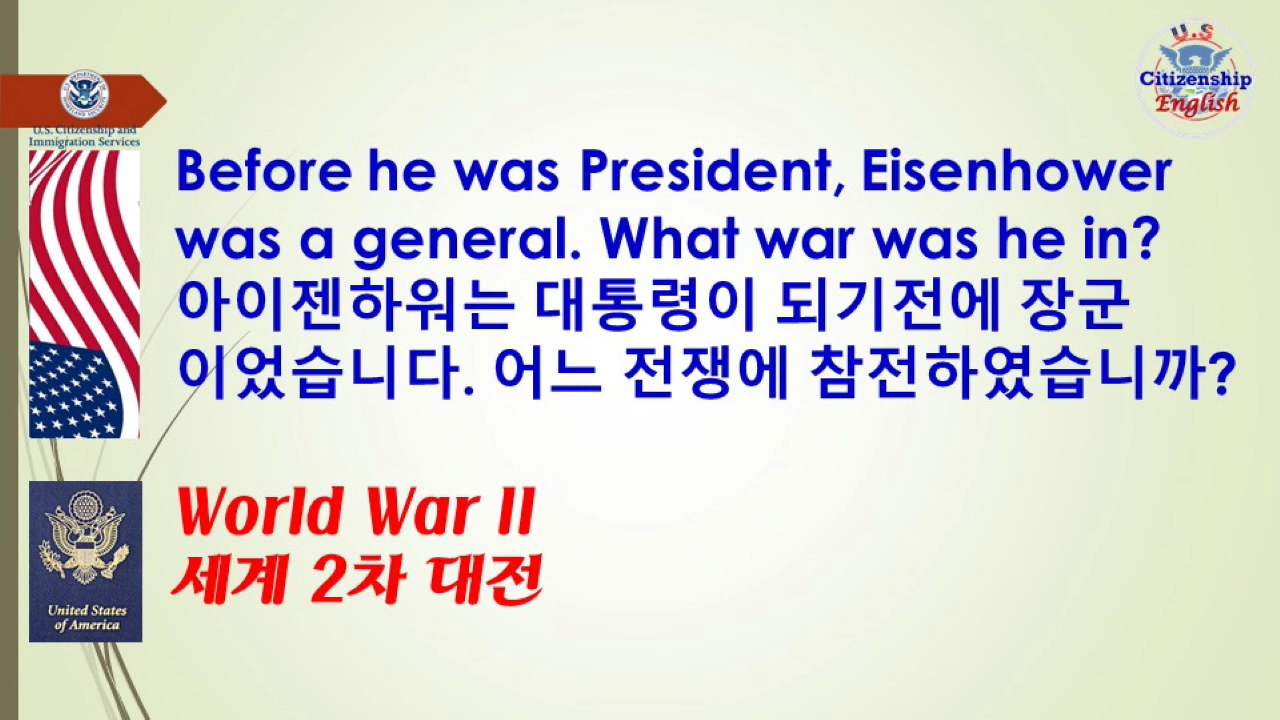 U.S
Citizenship
English
U.S. Citizenship and
Immigration Services
Before he was President, Eisenhower
was a general. What war was he in?
아이젠하워는 대통령이 되기전에 장군
이었습니다. 어느 전쟁에 참전하였습니까?
World War II
세계 2차 대전
United States
of America